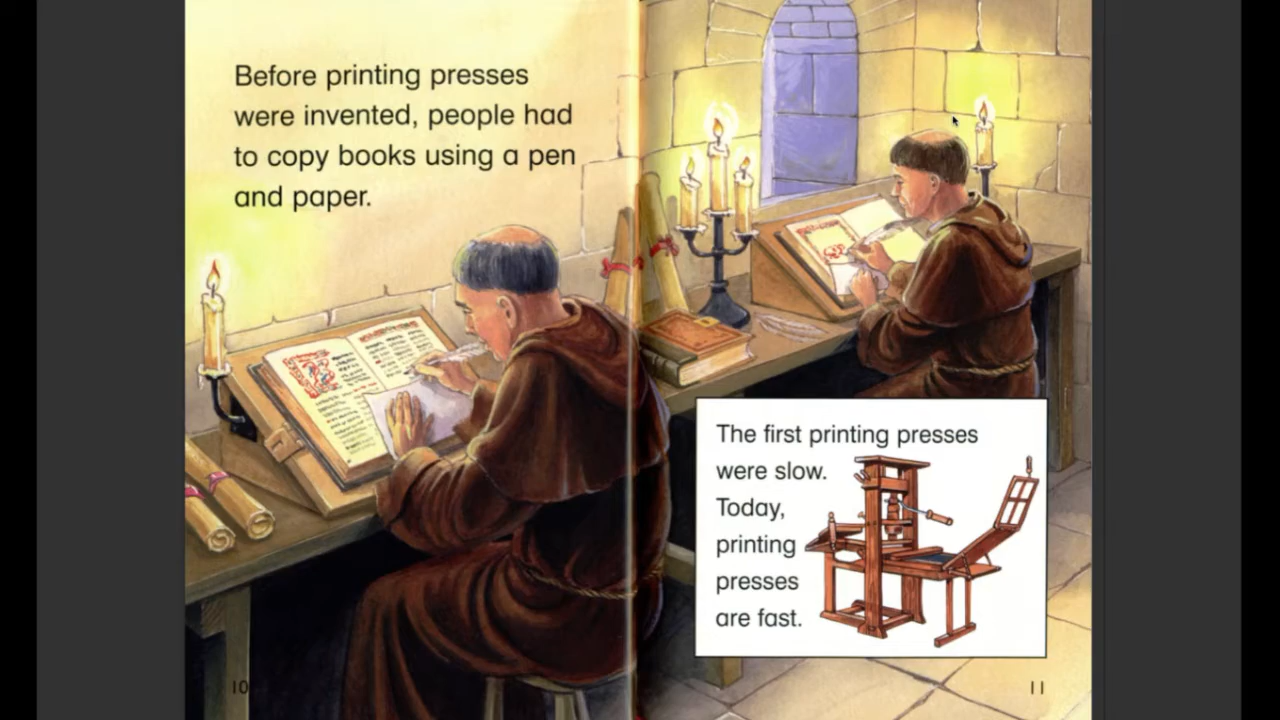 Before printing presses
were invented, people had
to copy books using a pen
and paper.
The first printing presses
were slow.
Today,
printing
presses
are fast.
10
11